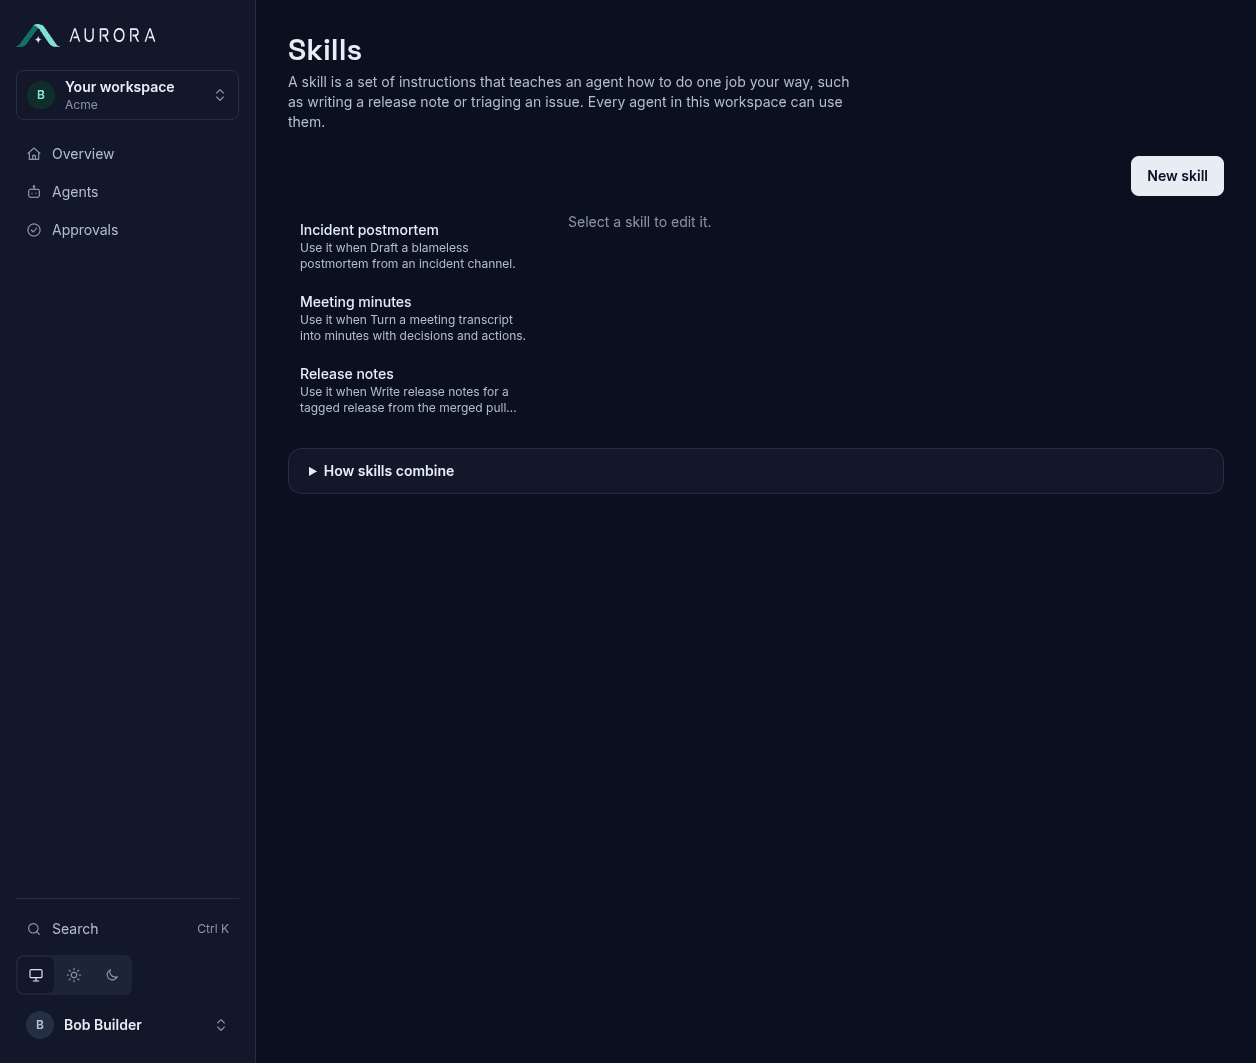 AURORA
B
Your workspace
Acme
Overview
Agents
Approvals
Search
Ctrl K
B
Bob Builder
Skills
A skill is a set of instructions that teaches an agent how to do one job your way, such
as writing a release note or triaging an issue. Every agent in this workspace can use
them.
New skill
Incident postmortem
Use it when Draft a blameless
postmortem from an incident channel.
Meeting minutes
Use it when Turn a meeting transcript
into minutes with decisions and actions.
Release notes
Use it when Write release notes for a
tagged release from the merged pull...
Select a skill to edit it.
How skills combine